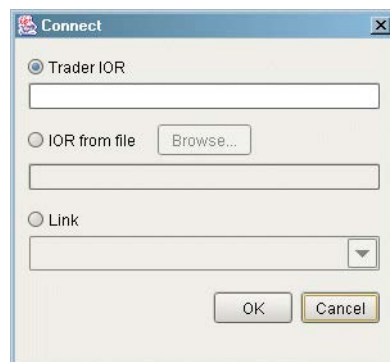 Connect
Trader IOR
IOR from file Browse...
Link
OK Cancel